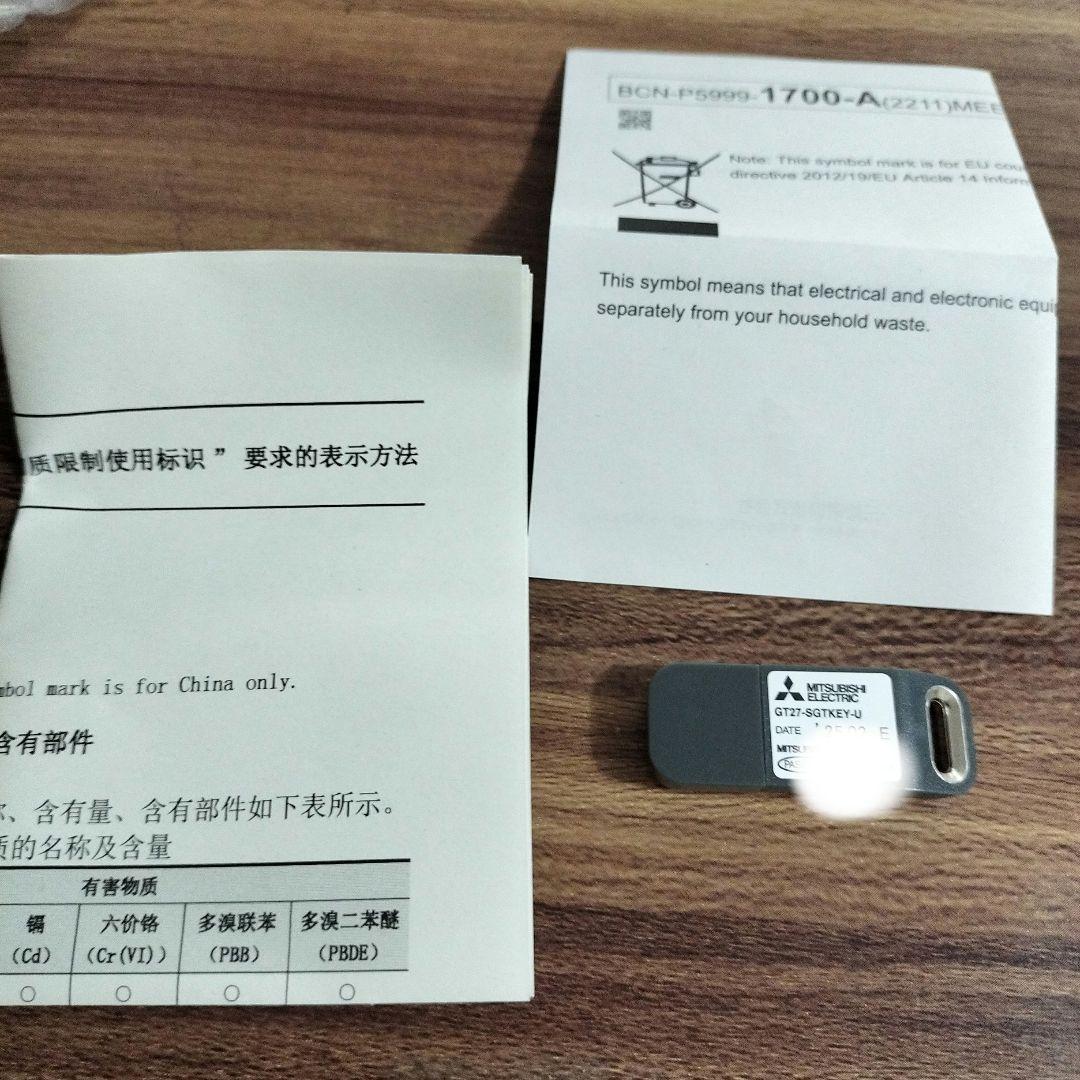 BCN-P5999-1700-A(2211)MEE
Note: This symbol mark is for EU
directive 2012/19/EU Article 14
This symbol means that electrical and electronic
separately from your household waste.
质限制使用标识” 要求的表示方法
mark is for China only.
含有部件
、含有量、含有部件如下表所示。
质的名称及含量
有害物质
镉 六价铬 多溴联苯 多溴二苯醚
(Cd) (Cr(VI)) (PBB) (PBDE)
○ ○ ○ ○
MITSUBISHI
ELECTRIC
GT27-SGTKEY-U
DATE